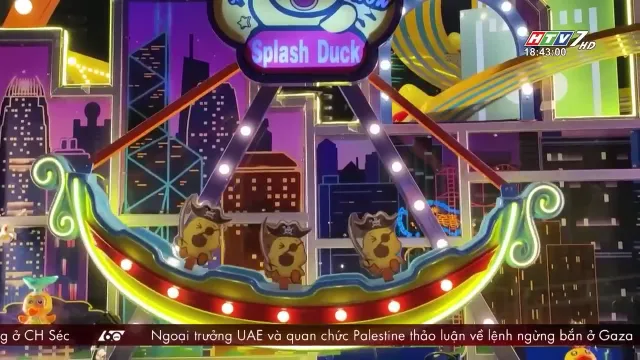 HTV7 HD
18:43:00
Splash Duck
g ở CH Séc 60 Ngoại trưởng UAE và quan chức Palestine thảo luận về lệnh ngừng bắn ở Gaza